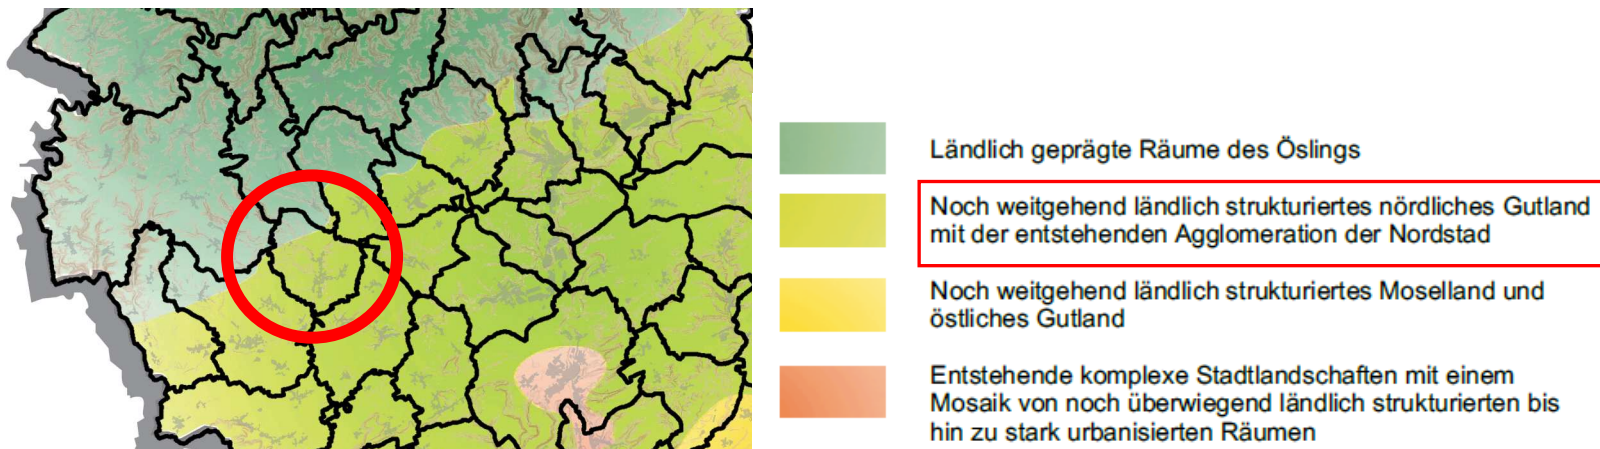 Ländlich geprägte Räume des Öslings
Noch weitgehend ländlich strukturiertes nördliches Gutland
mit der entstehenden Agglomeration der Nordstad
Noch weitgehend ländlich strukturiertes Moselland und
östliches Gutland
Entstehende komplexe Stadtlandschaften mit einem
Mosaik von noch überwiegend ländlich strukturierten bis
hin zu stark urbanisierten Räumen